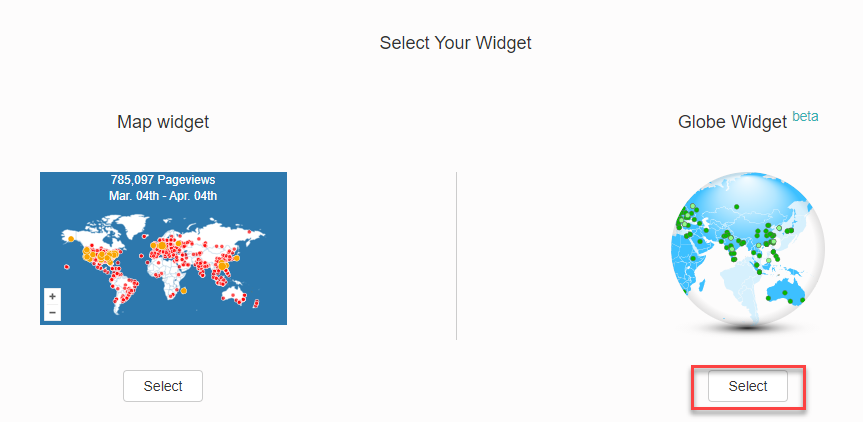 Select Your Widget
Map widget
Globe Widget beta
785,097 Pageviews
Mar. 04th - Apr. 04th
+
−
Select
Select